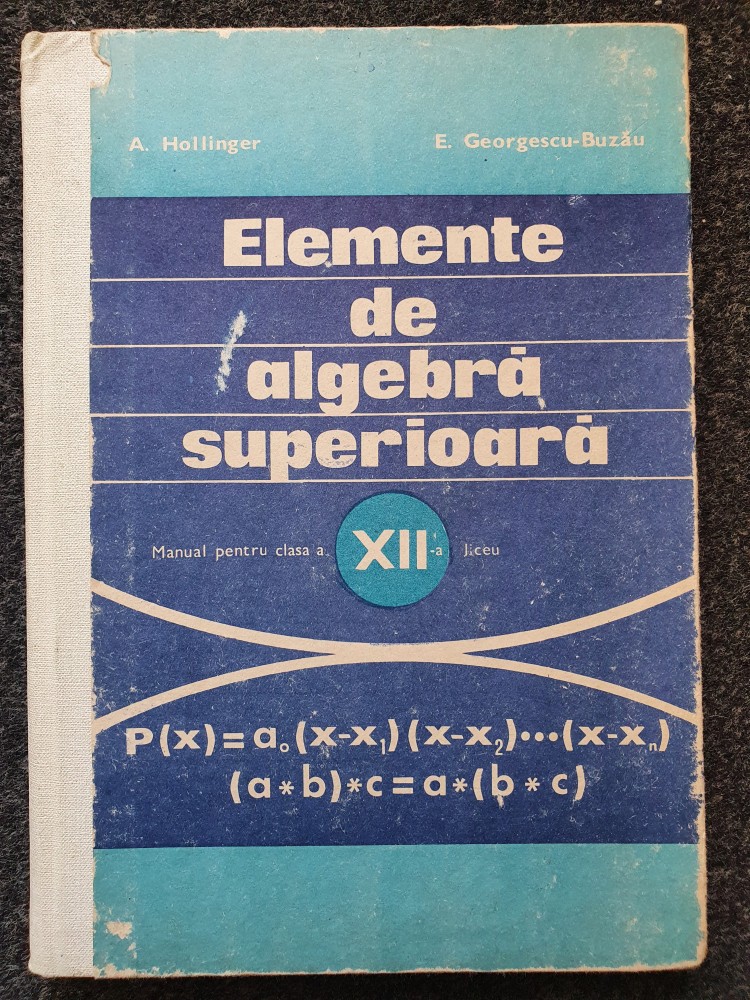 A. Hollinger E. Georgescu-Buzău
Elemente
de
algebră
superioară
Manual pentru clasa a XII-a liceu
P(x)=a₀(x-x₁)(x-x₂)···(x-xₙ)
(a*b)*c=a*(b*c)